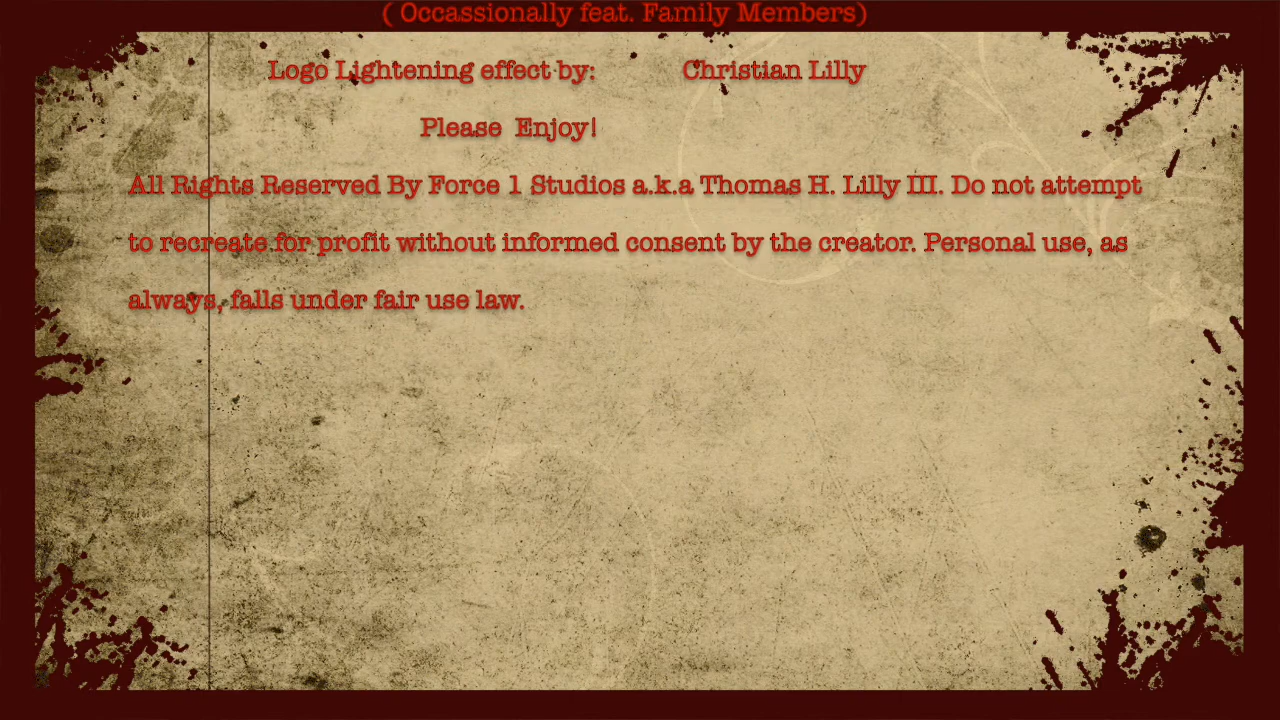 ( Occassionally feat. Family Members)
Logo Lightening effect by: Christian Lilly
Please Enjoy!
All Rights Reserved By Force 1 Studios a.k.a Thomas H. Lilly III. Do not attempt
to recreate for profit without informed consent by the creator. Personal use, as
always, falls under fair use law.